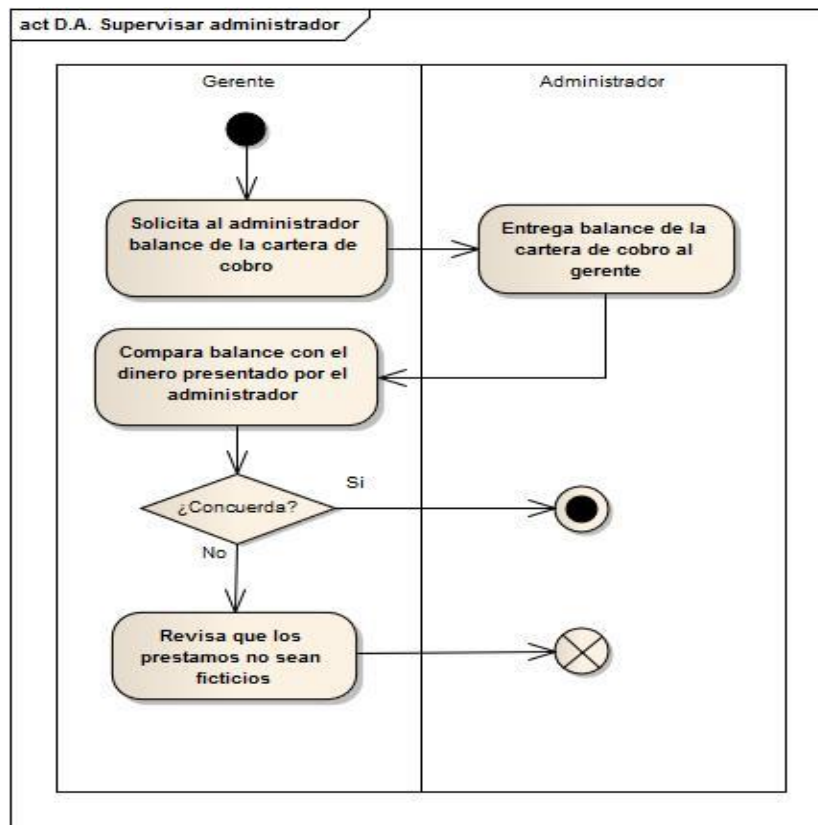 act D.A. Supervisar administrador
Gerente
Administrador
Solicita al administrador
balance de la cartera de
cobro
Entrega balance de la
cartera de cobro al
gerente
Compara balance con el
dinero presentado por el
administrador
¿Concuerda?
Si
No
Revisa que los
prestamos no sean
ficticios